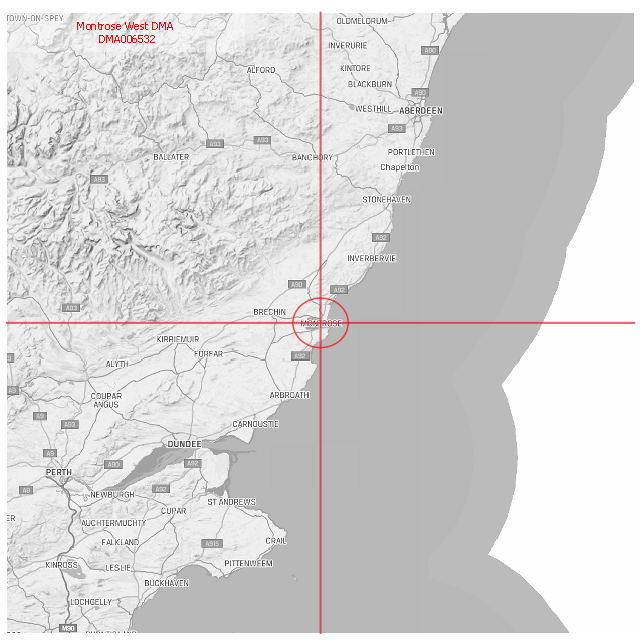 TOWN-ON-SPEY
Montrose West DMA
DMA006532
OLDMELDRUM
INVERURIE
A90
ALFORD
KINTORE
BLACKBURN
A90
WESTHILL
ABERDEEN
A93
A93
A93
BALLATER
BANCHORY
PORTLETHEN
Chapelton
A93
STONEHAVEN
A92
INVERBERVIE
A90
A92
A93
BRECHIN
MONTROSE
KIRRIEMUIR
FORFAR
A92
ALYTH
COUPAR
ANGUS
ARBROATH
A9
A93
CARNOUSTIE
DUNDEE
A9
A90
A92
PERTH
A9
NEWBURGH
A92
ST ANDREWS
CUPAR
ER
AUCHTERMUCHTY
FALKLAND
A915
CRAIL
KINROSS
LESLIE
PITTENWEEM
BUCKHAVEN
LOCHGELLY
M90